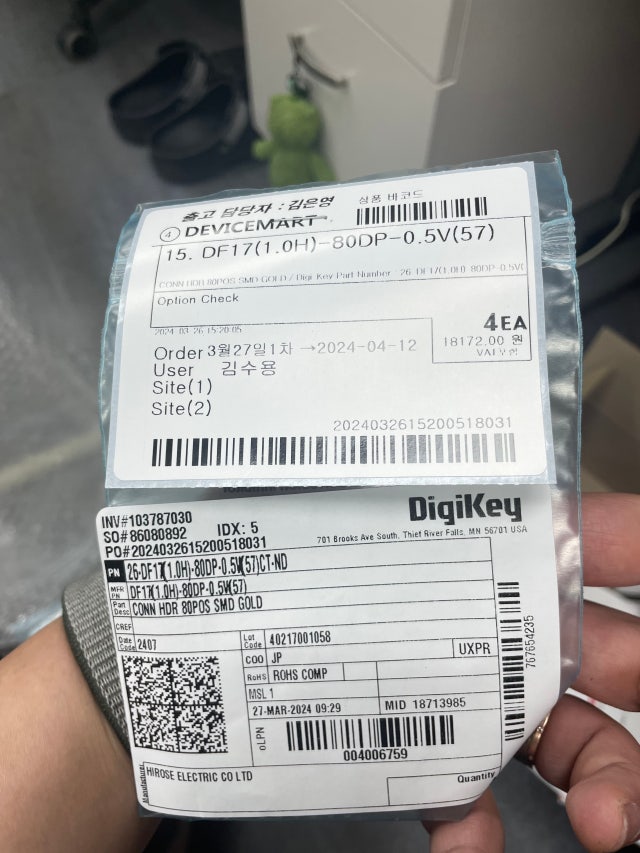 출고 담당자 : 김은영
상품 바코드
④ DEVICEMART
15. DF17(1.0H)-80DP-0.5V(57)
CONN HDR 80POS SMD GOLD / Digi-Key Part Number : 26-DF17(1.0H)-80DP-0.5V(
Option Check
2024-03-26 15:20:05
4EA
18172.00 원
VAT포함
Order 3월27일1차 →2024-04-12
User 김수용
Site(1)
Site(2)
2024032615200518031
DigiKey
701 Brooks Ave South, Thief River Falls, MN 56701 USA
INV#103787030
SO#86080892 IDX: 5
PO#2024032615200518031
PN 26-DF17(1.0H)-80DP-0.5V(57)CT-ND
MFR PN DF17(1.0H)-80DP-0.5V(57)
Part Desc CONN HDR 80POS SMD GOLD
CREF
Date Code 2407
Lot Code 40217001058
COO JP
UXPR
RoHS ROHS COMP
MSL 1
27-MAR-2024 09:29
MID 18713985
oLPN
004006759
767654235
Manufacturer HIROSE ELECTRIC CO LTD
Quantity